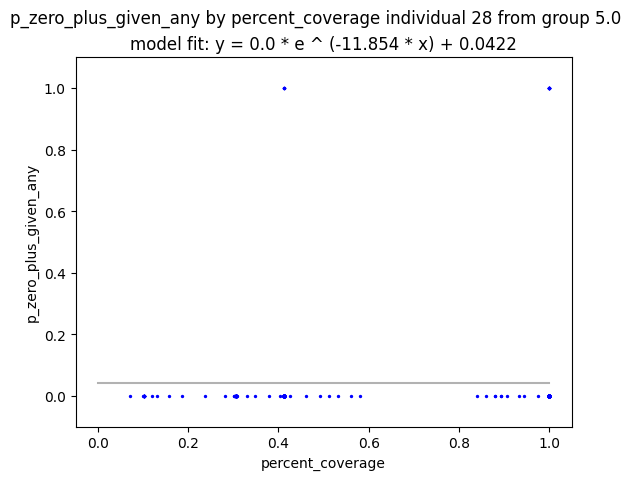 p_zero_plus_given_any by percent_coverage individual 28 from group 5.0
model fit: y = 0.0 * e ^ (-11.854 * x) + 0.0422
1.0
0.8
0.6
0.4
0.2
0.0
p_zero_plus_given_any
0.0 0.2 0.4 0.6 0.8 1.0
percent_coverage